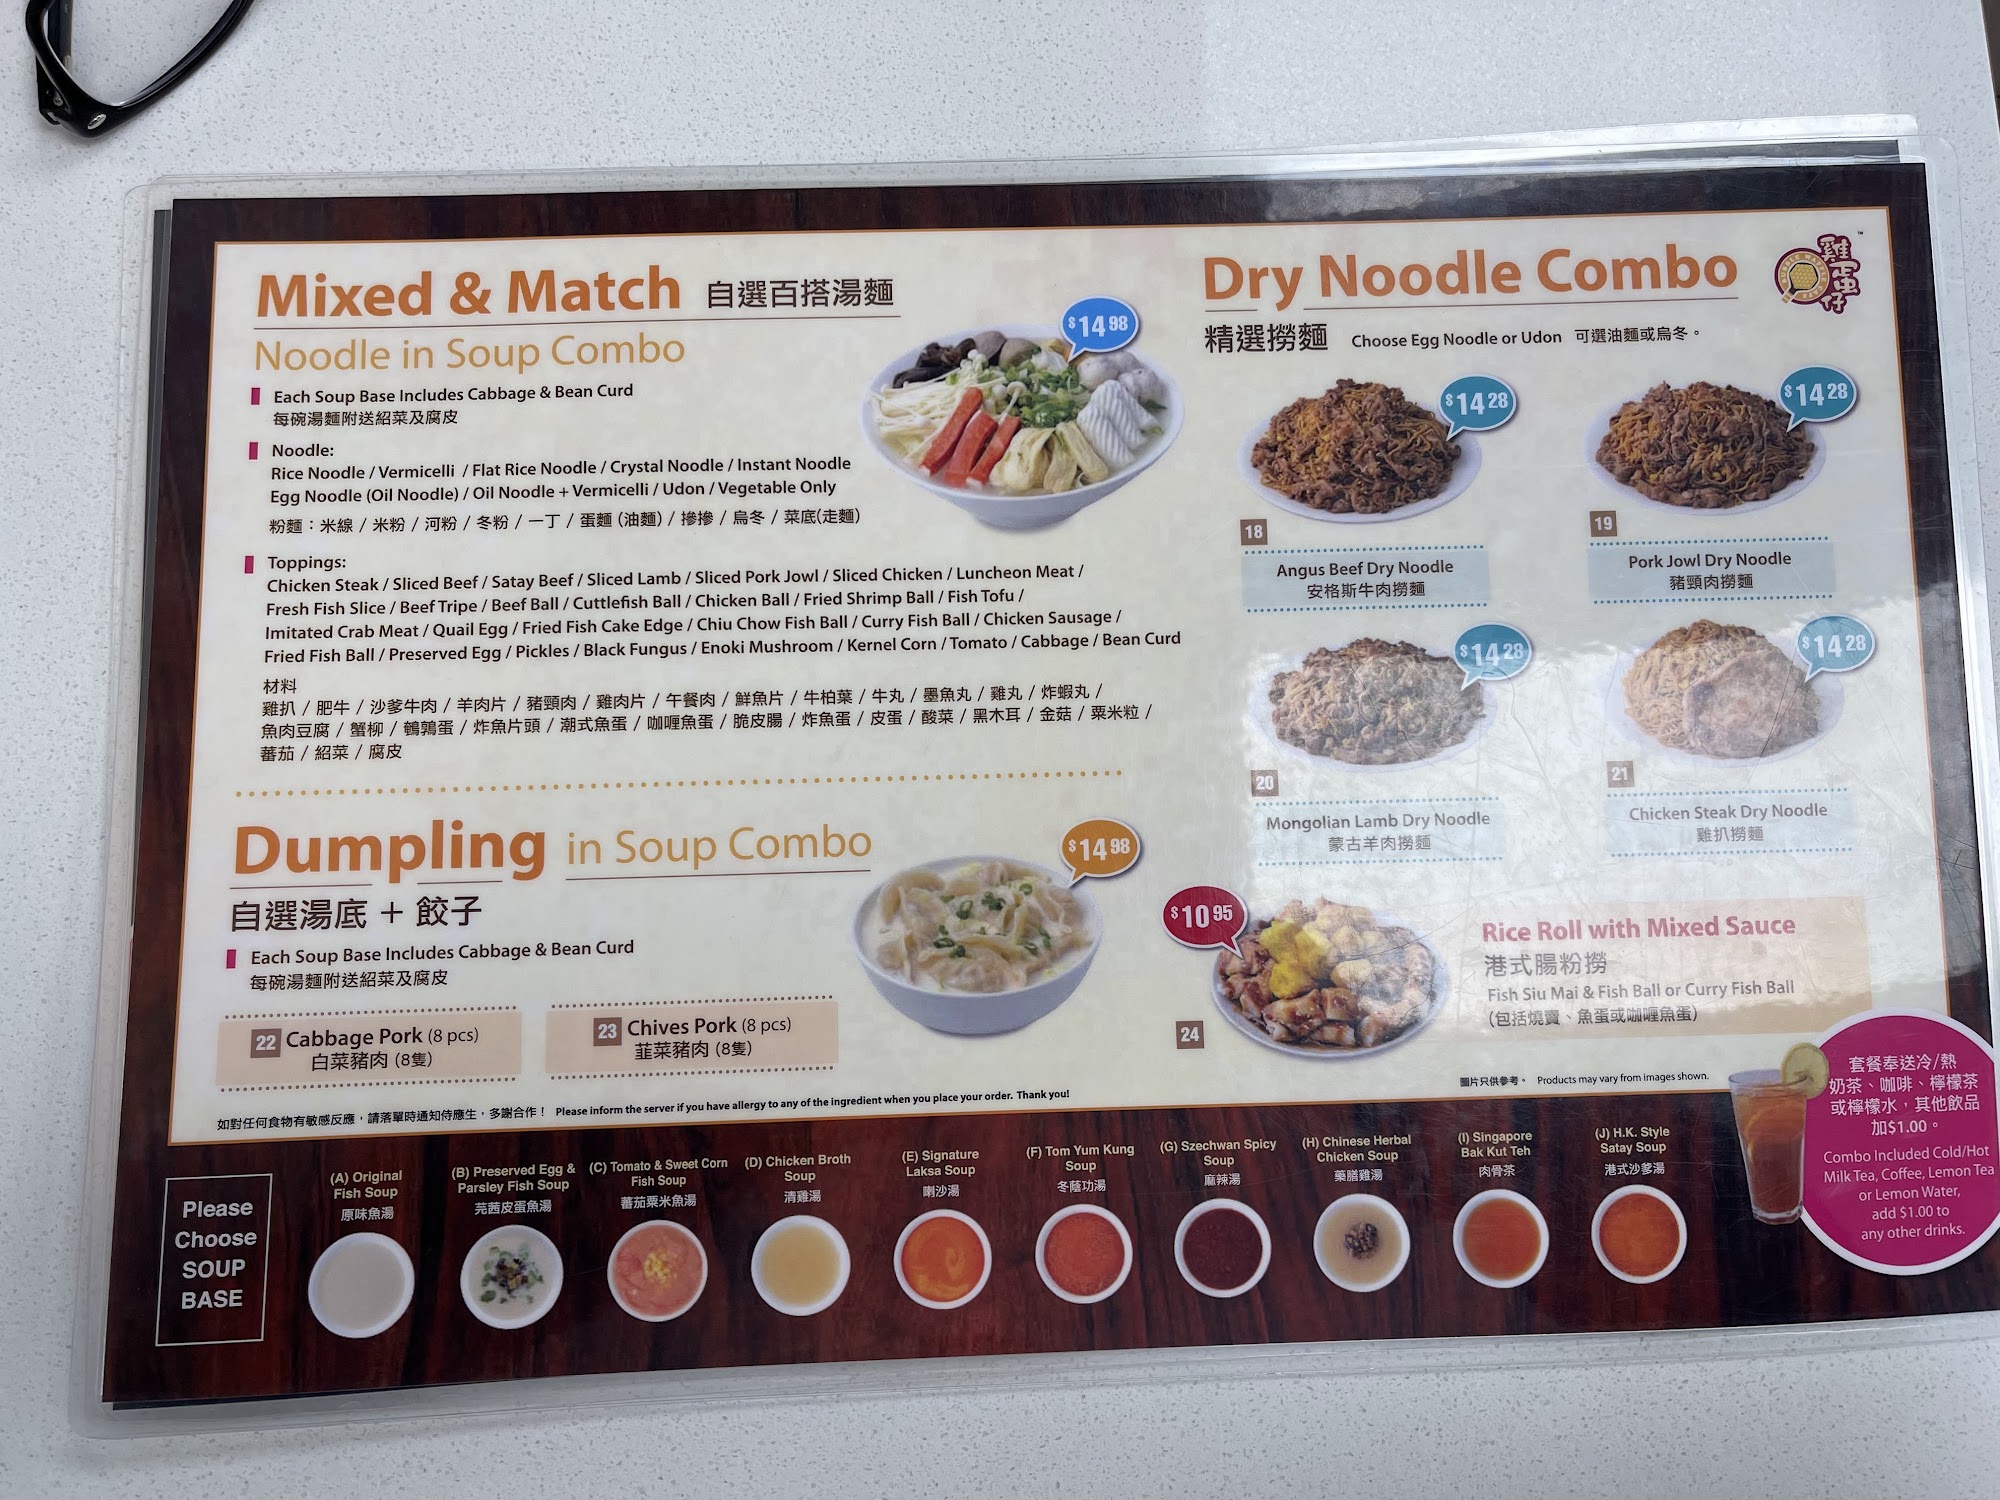 Mixed & Match 自選百搭湯麵
Noodle in Soup Combo
$14.98
Each Soup Base Includes Cabbage & Bean Curd
每碗湯麵附送紹菜及腐皮
Noodle:
Rice Noodle / Vermicelli / Flat Rice Noodle / Crystal Noodle / Instant Noodle
Egg Noodle (Oil Noodle) / Oil Noodle + Vermicelli / Udon / Vegetable Only
粉麵：米線 / 米粉 / 河粉 / 冬粉 / 一丁 / 蛋麵 (油麵) / 摻摻 / 烏冬 / 菜底(走麵)
Toppings:
Chicken Steak / Sliced Beef / Satay Beef / Sliced Lamb / Sliced Pork Jowl / Sliced Chicken / Luncheon Meat /
Fresh Fish Slice / Beef Tripe / Beef Ball / Cuttlefish Ball / Chicken Ball / Fried Shrimp Ball / Fish Tofu /
Imitated Crab Meat / Quail Egg / Fried Fish Cake Edge / Chiu Chow Fish Ball / Curry Fish Ball / Chicken Sausage /
Fried Fish Ball / Preserved Egg / Pickles / Black Fungus / Enoki Mushroom / Kernel Corn / Tomato / Cabbage / Bean Curd
材料
雞扒 / 肥牛 / 沙爹牛肉 / 羊肉片 / 豬頸肉 / 雞肉片 / 午餐肉 / 鮮魚片 / 牛柏葉 / 牛丸 / 墨魚丸 / 雞丸 / 炸蝦丸 /
魚肉豆腐 / 蟹柳 / 鵪鶉蛋 / 炸魚片頭 / 潮式魚蛋 / 咖喱魚蛋 / 脆皮腸 / 炸魚蛋 / 皮蛋 / 酸菜 / 黑木耳 / 金菇 / 粟米粒 /
蕃茄 / 紹菜 / 腐皮
Dumpling in Soup Combo
$14.98
自選湯底 + 餃子
Each Soup Base Includes Cabbage & Bean Curd
每碗湯麵附送紹菜及腐皮
22 Cabbage Pork (8 pcs)
白菜豬肉 (8隻)
23 Chives Pork (8 pcs)
韮菜豬肉 (8隻)
如對任何食物有敏感反應，請落單時通知侍應生，多謝合作！ Please inform the server if you have allergy to any of the ingredient when you place your order. Thank you!
Dry Noodle Combo
雞蛋仔
精選撈麵 Choose Egg Noodle or Udon 可選油麵或烏冬。
$14.28
18
Angus Beef Dry Noodle
安格斯牛肉撈麵
$14.28
19
Pork Jowl Dry Noodle
豬頸肉撈麵
$14.28
20
Mongolian Lamb Dry Noodle
蒙古羊肉撈麵
$14.28
21
Chicken Steak Dry Noodle
雞扒撈麵
$10.95
24
Rice Roll with Mixed Sauce
港式腸粉撈
Fish Siu Mai & Fish Ball or Curry Fish Ball
(包括燒賣、魚蛋或咖喱魚蛋)
圖片只供參考。 Products may vary from images shown.
套餐奉送冷/熱
奶茶、咖啡、檸檬茶
或檸檬水，其他飲品
加$1.00。
Combo Included Cold/Hot
Milk Tea, Coffee, Lemon Tea
or Lemon Water,
add $1.00 to
any other drinks.
Please
Choose
SOUP
BASE
(A) Original
Fish Soup
原味魚湯
(B) Preserved Egg &
Parsley Fish Soup
芫茜皮蛋魚湯
(C) Tomato & Sweet Corn
Fish Soup
蕃茄粟米魚湯
(D) Chicken Broth
Soup
清雞湯
(E) Signature
Laksa Soup
喇沙湯
(F) Tom Yum Kung
Soup
冬蔭功湯
(G) Szechwan Spicy
Soup
麻辣湯
(H) Chinese Herbal
Chicken Soup
藥膳雞湯
(I) Singapore
Bak Kut Teh
肉骨茶
(J) H.K. Style
Satay Soup
港式沙爹湯